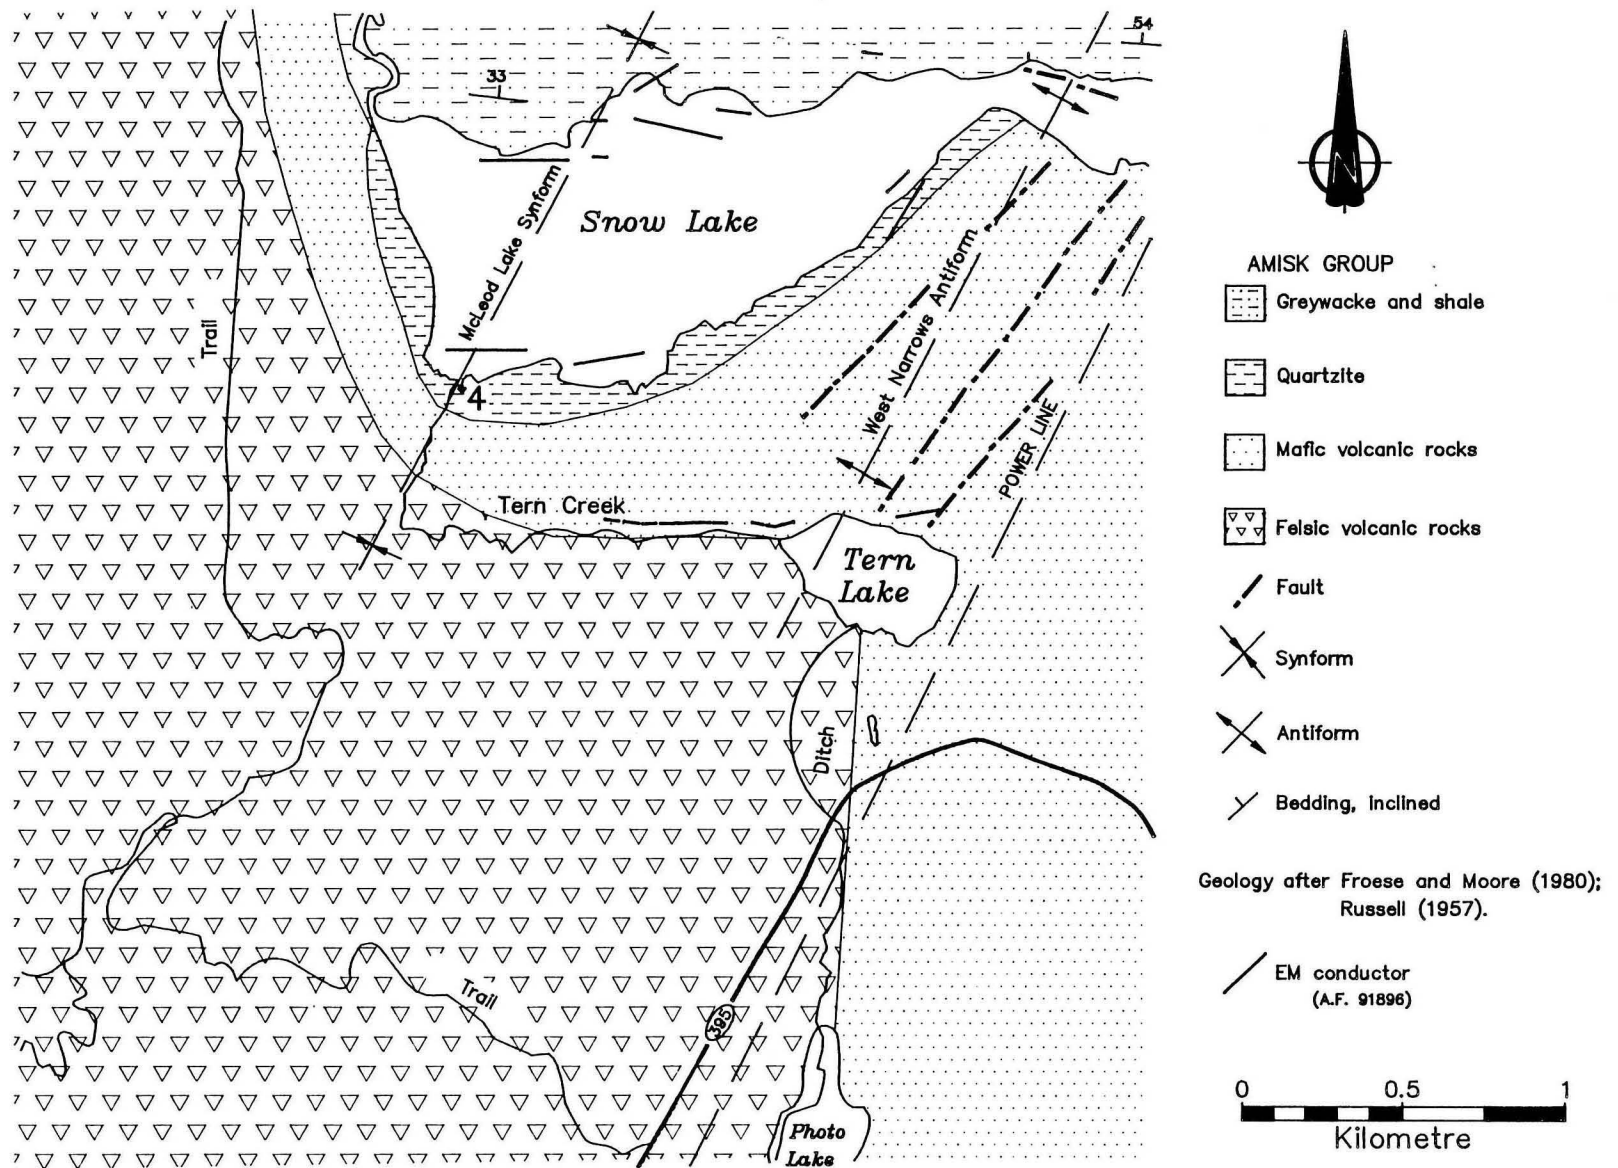 54
33
Snow Lake
McLeod Lake Synform
Trail
4
West Narrows Antiform
POWER LINE
Tern Creek
Tern
Lake
Ditch
Trail
395
Photo
Lake
N
AMISK GROUP
Greywacke and shale
Quartzite
Mafic volcanic rocks
Felsic volcanic rocks
Fault
Synform
Antiform
Bedding, inclined
Geology after Froese and Moore (1980);
Russell (1957).
EM conductor
(A.F. 91896)
0 0.5 1
Kilometre